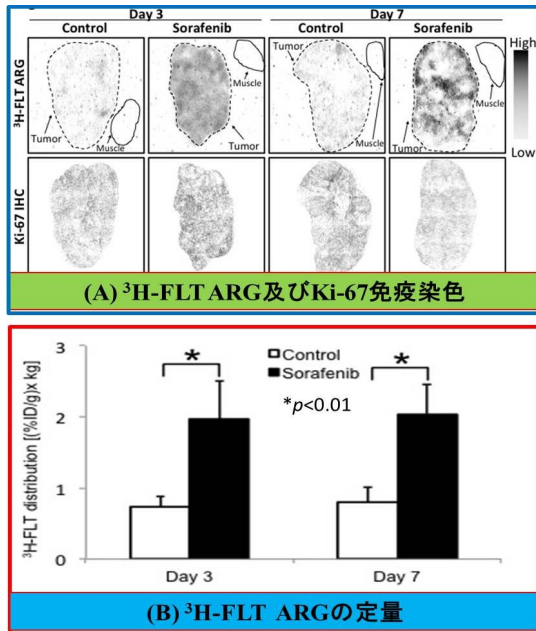 Day 3 Day 7
Control Sorafenib Control Sorafenib
³H-FLT ARG
Tumor
Muscle
Muscle
Tumor
Tumor
Muscle
Tumor
Muscle
High
Low
Ki-67 IHC
(A) ³H-FLT ARG及びKi-67免疫染色
³H-FLT distribution [(%ID/g)x kg]
3
2
1
0
*
*
Control
Sorafenib
*p<0.01
Day 3 Day 7
(B) ³H-FLT ARGの定量